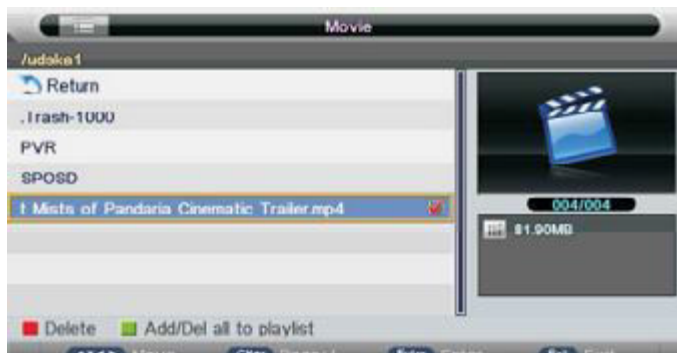 Movie
/udska1
Return
.Trash-1000
PVR
SPOSD
t Mists of Pandaria Cinematic Trailer.mp4
004/004
81.90MB
Delete
Add/Del all to playlist